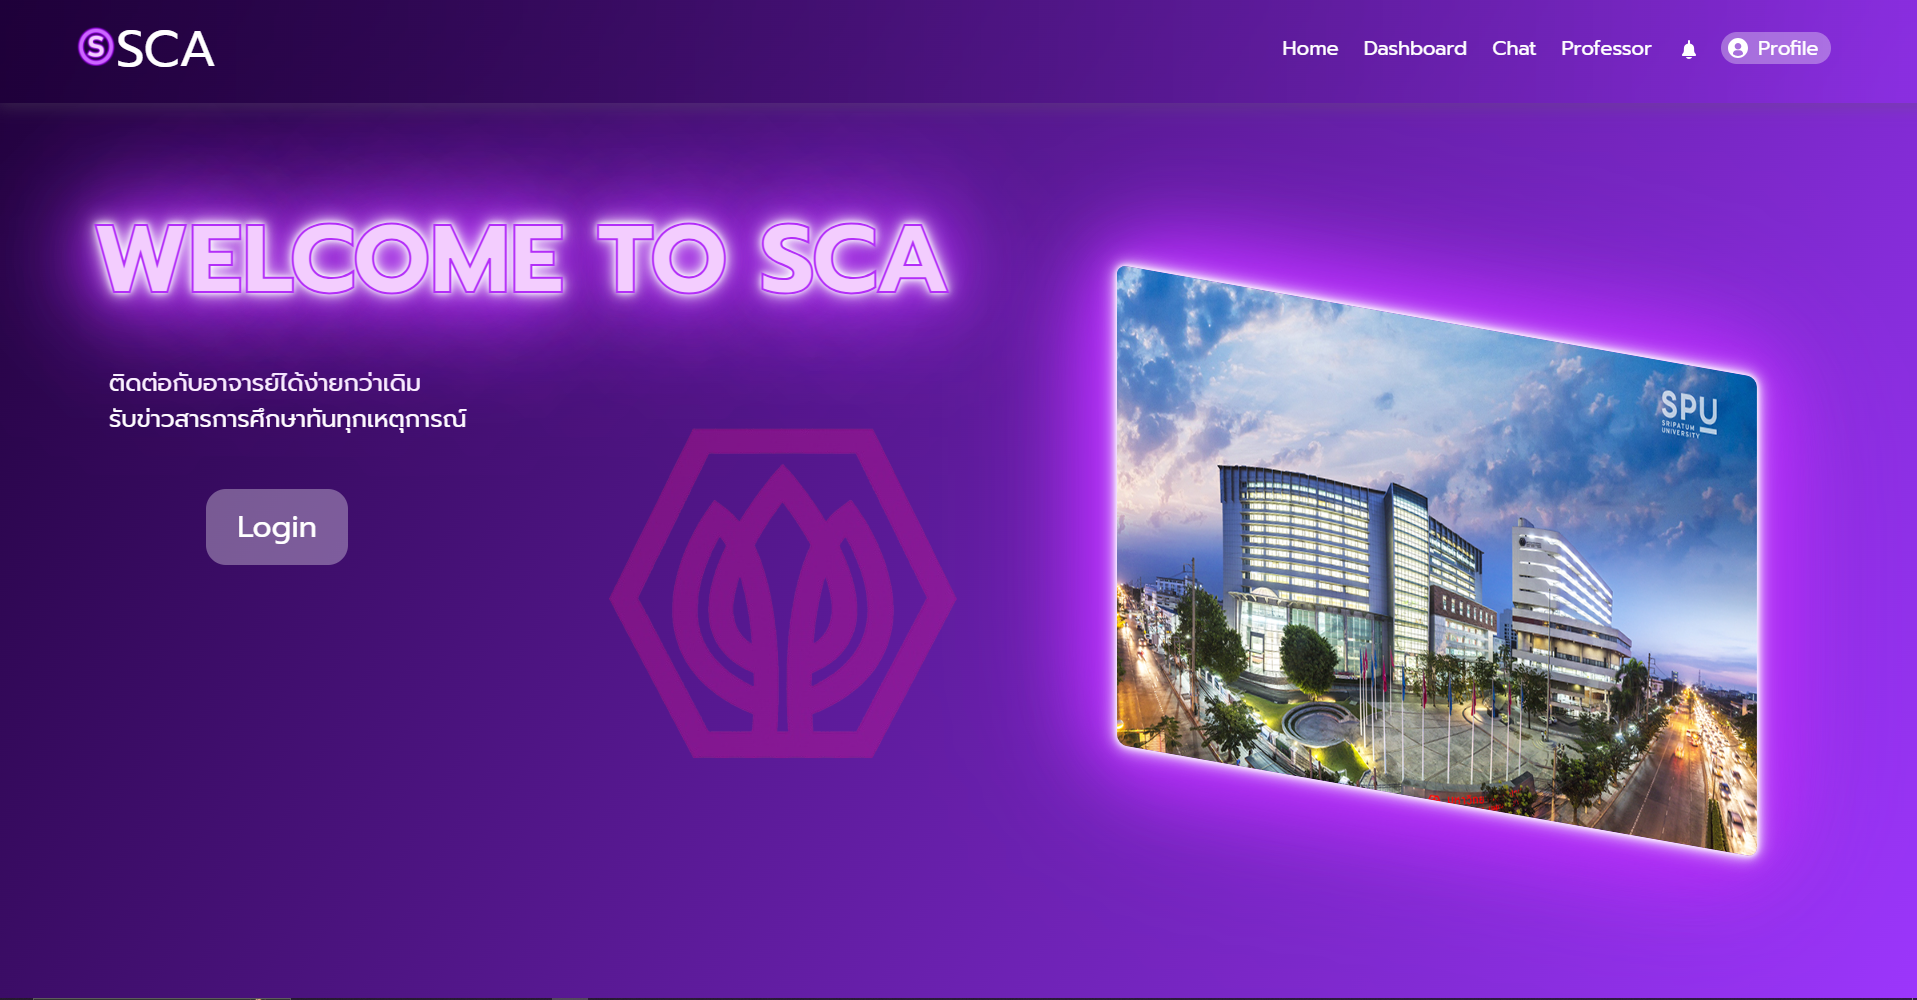 S SCA
Home Dashboard Chat Professor Profile
WELCOME TO SCA
ติดต่อกับอาจารย์ได้ง่ายกว่าเดิม
รับข่าวสารการศึกษาทันทุกเหตุการณ์
Login
SPU
SRIPATUM
UNIVERSITY